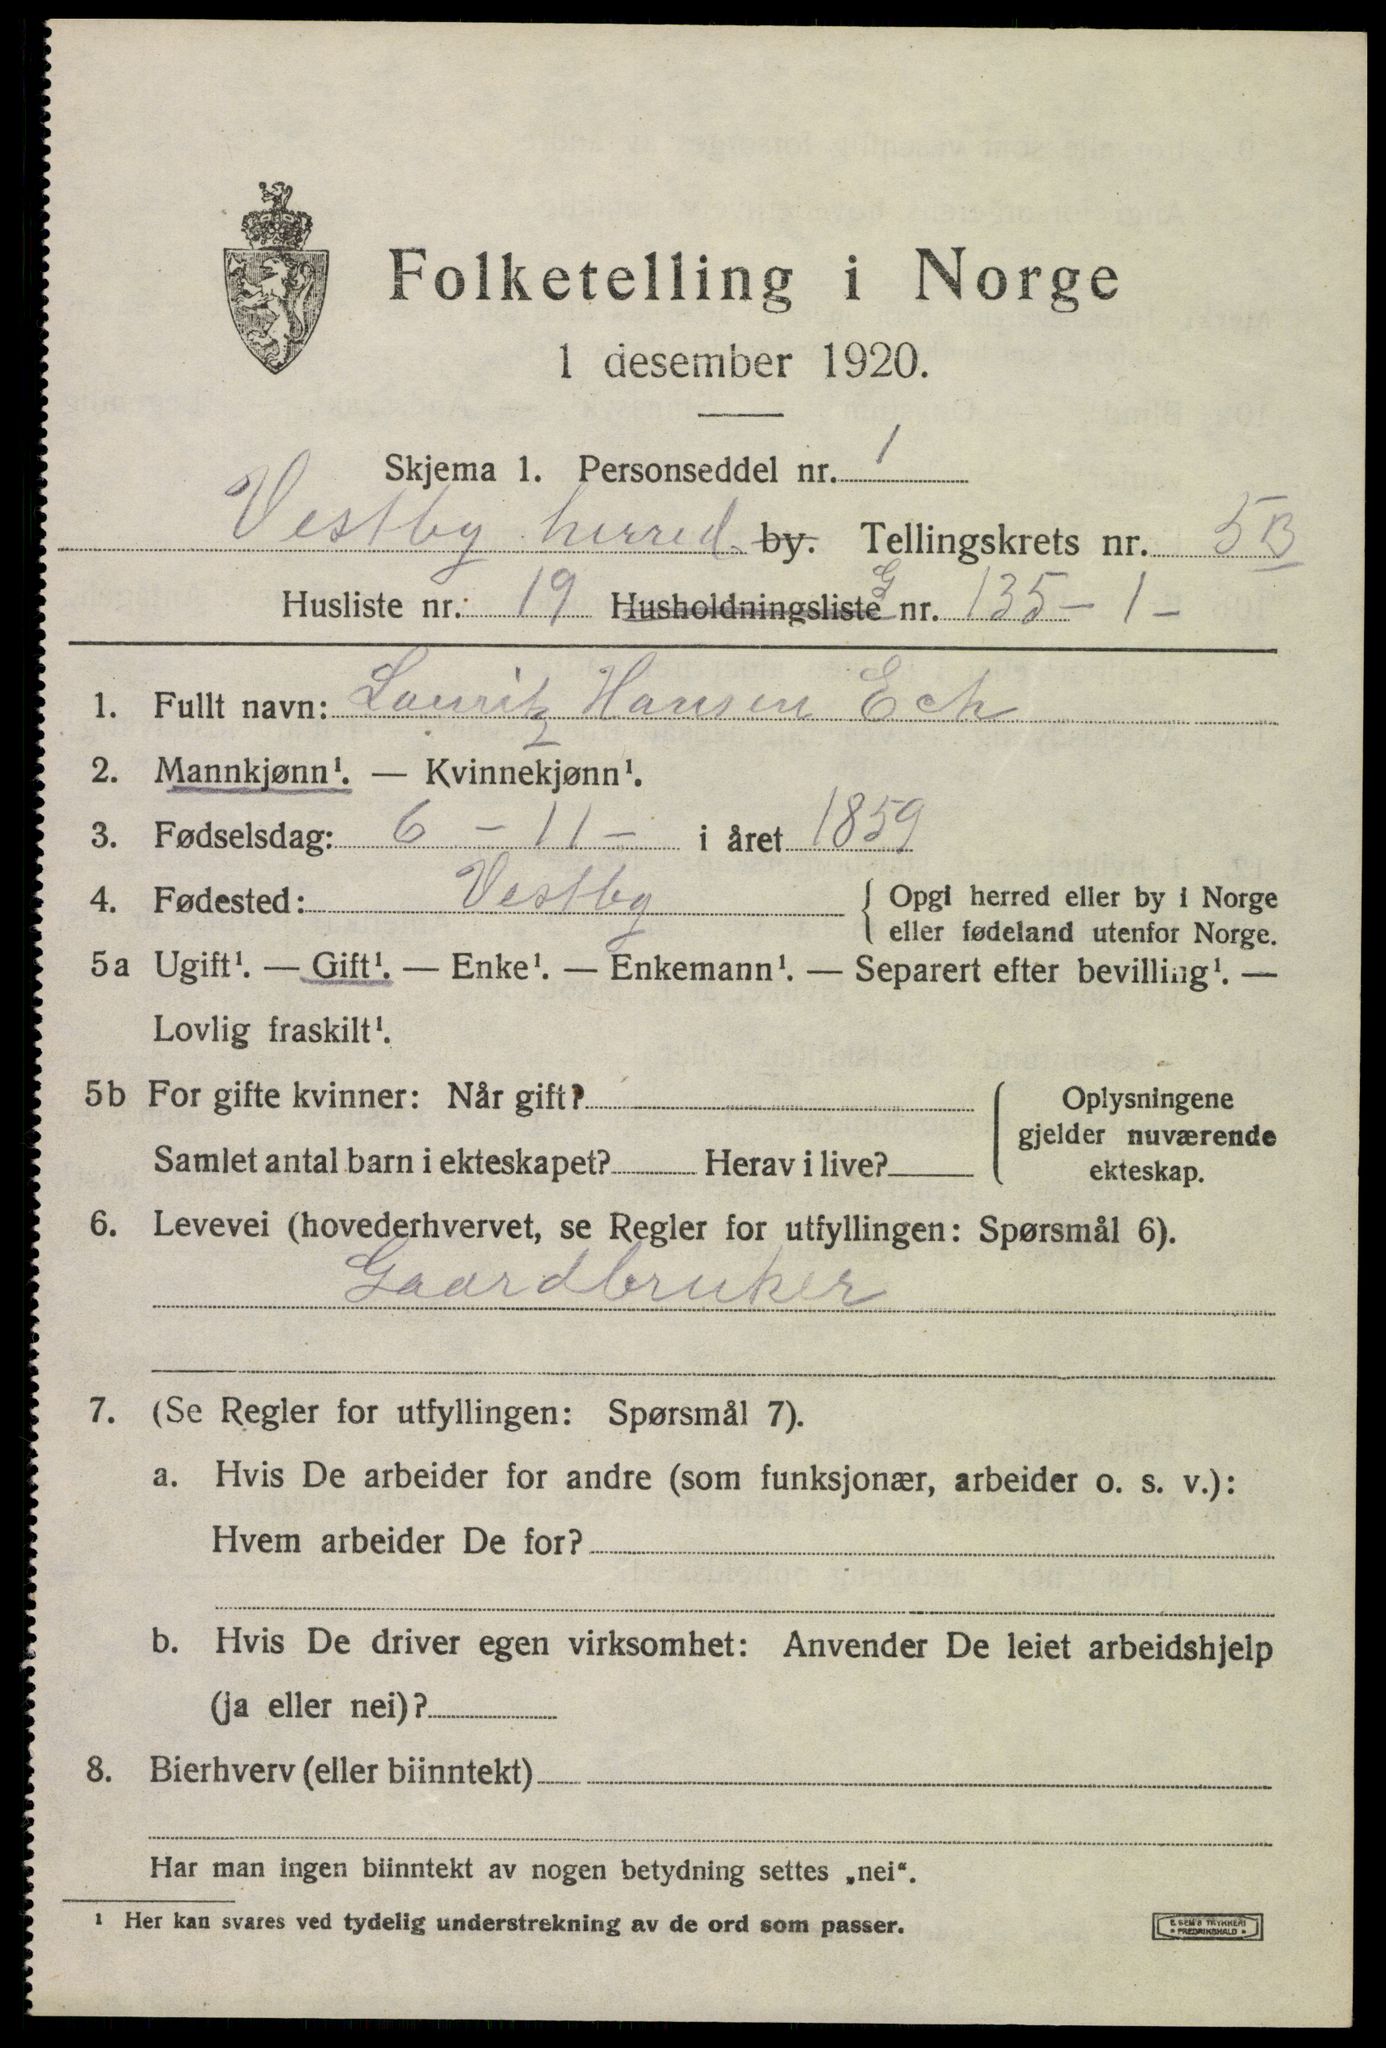 Folketelling i Norge
1 desember 1920.
Skjema 1. Personseddel nr. 1
Vestby herred by. Tellingskrets nr. 5B
Husliste nr. 19 Husholdningsliste G nr. 135 - 1 -
1. Fullt navn: Lauritz Hansen Eck
2. Mannkjønn¹. — Kvinnekjønn¹.
3. Fødselsdag: 6 - 11 - i året 1859
4. Fødested: Vestby { Opgi herred eller by i Norge
eller fødeland utenfor Norge.
5a Ugift¹. — Gift¹. — Enke¹. — Enkemann¹. — Separert efter bevilling¹. —
Lovlig fraskilt¹.
5b For gifte kvinner: Når gift? { Oplysningene
gjelder nuværende
Samlet antal barn i ekteskapet? Herav i live?
ekteskap.
6. Levevei (hovederhvervet, se Regler for utfyllingen: Spørsmål 6).
Gaardbruker
7. (Se Regler for utfyllingen: Spørsmål 7).
a. Hvis De arbeider for andre (som funksjonær, arbeider o. s. v.):
Hvem arbeider De for?
b. Hvis De driver egen virksomhet: Anvender De leiet arbeidshjelp
(ja eller nei)?
8. Bierhverv (eller biinntekt)
Har man ingen biinntekt av nogen betydning settes „nei“.
¹ Her kan svares ved tydelig understrekning av de ord som passer.
E. SEM'S TRYKKERI
• FREDRIKSHALD •